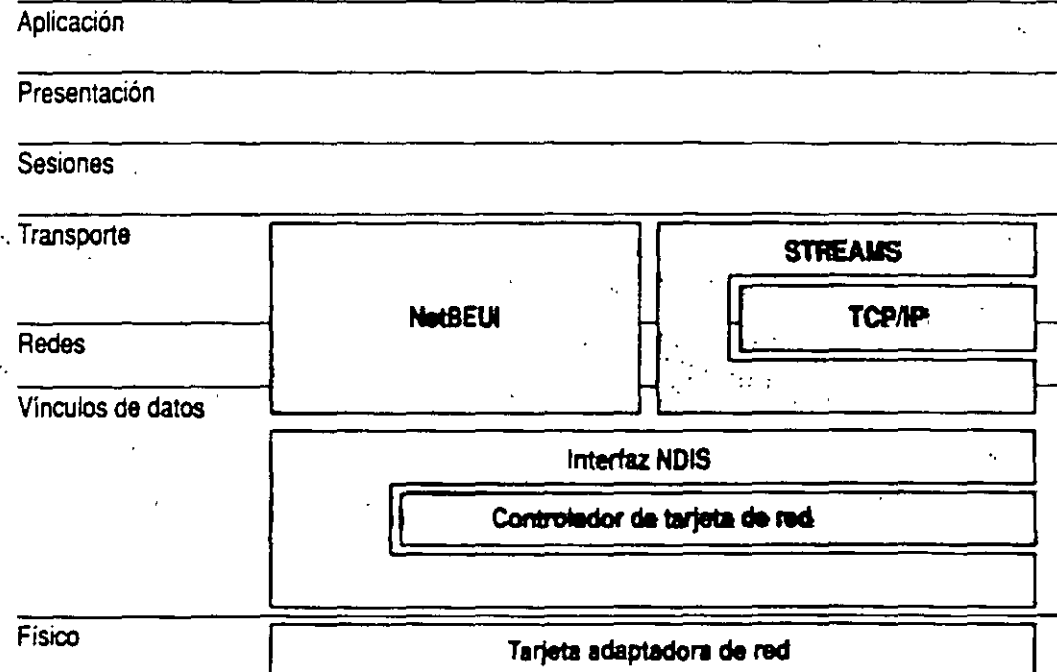 Aplicación
Presentación
Sesiones
Transporte
STREAMS
NetBEUI
TCP/IP
Redes
Vínculos de datos
Interfaz NDIS
Controlador de tarjeta de red
Físico
Tarjeta adaptadora de red